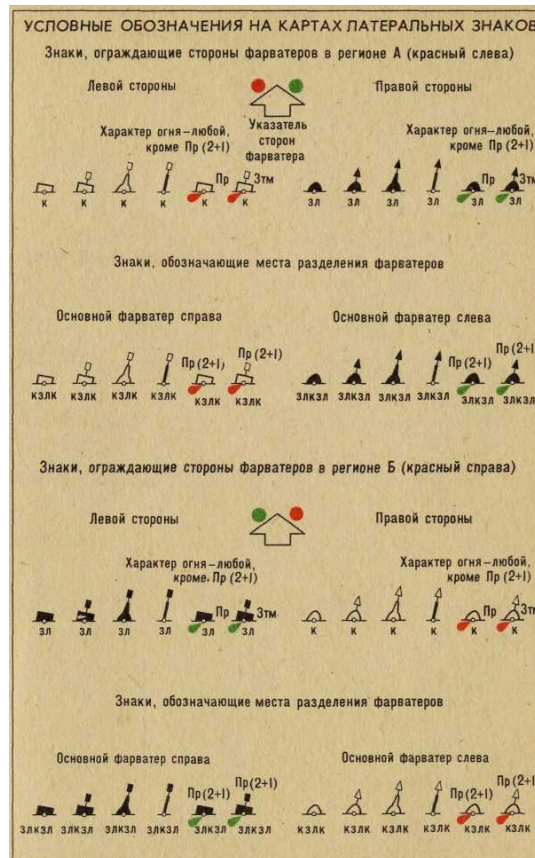 УСЛОВНЫЕ ОБОЗНАЧЕНИЯ НА КАРТАХ ЛАТЕРАЛЬНЫХ ЗНАКОВ
Знаки, ограждающие стороны фарватеров в регионе А (красный слева)
Левой стороны
Правой стороны
Характер огня-любой, кроме Пр (2+1)
Указатель сторон фарватера
Характер огня-любой, кроме Пр (2+1)
Пр Зтм Пр Зтм
К К К К К К ЗЛ ЗЛ ЗЛ ЗЛ ЗЛ ЗЛ
Знаки, обозначающие места разделения фарватеров
Основной фарватер справа
Основной фарватер слева
Пр (2+1) Пр (2+1) Пр (2+1) Пр (2+1)
КЗЛК КЗЛК КЗЛК КЗЛК КЗЛК КЗЛК ЗЛКЗЛ ЗЛКЗЛ ЗЛКЗЛ ЗЛКЗЛ ЗЛКЗЛ ЗЛКЗЛ
Знаки, ограждающие стороны фарватеров в регионе Б (красный справа)
Левой стороны
Правой стороны
Характер огня-любой, кроме Пр (2+1)
Характер огня-любой, кроме Пр (2+1)
Пр Зтм Пр Зтм
ЗЛ ЗЛ ЗЛ ЗЛ ЗЛ ЗЛ К К К К К К
Знаки, обозначающие места разделения фарватеров
Основной фарватер справа
Основной фарватер слева
Пр (2+1) Пр (2+1) Пр (2+1) Пр (2+1)
ЗЛКЗЛ ЗЛКЗЛ ЗЛКЗЛ ЗЛКЗЛ ЗЛКЗЛ ЗЛКЗЛ КЗЛК КЗЛК КЗЛК КЗЛК КЗЛК КЗЛК